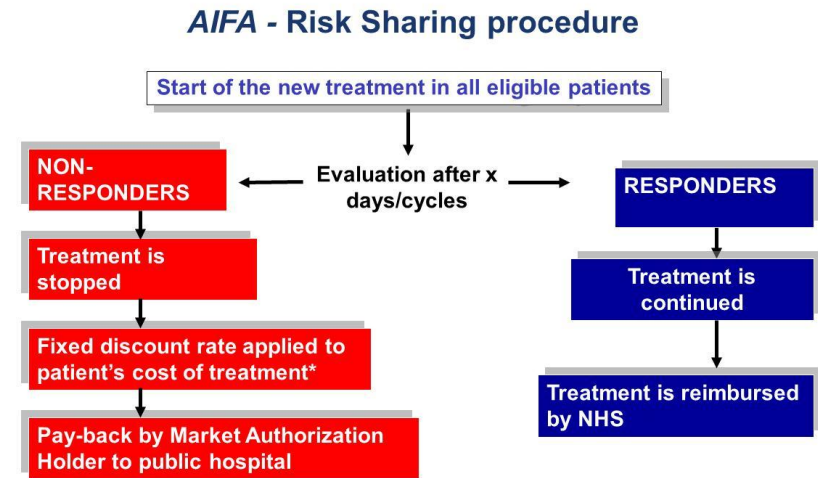 AIFA - Risk Sharing procedure
Start of the new treatment in all eligible patients
Evaluation after x
days/cycles
NON-
RESPONDERS
Treatment is
stopped
Fixed discount rate applied to
patient's cost of treatment*
Pay-back by Market Authorization
Holder to public hospital
RESPONDERS
Treatment is
continued
Treatment is reimbursed
by NHS